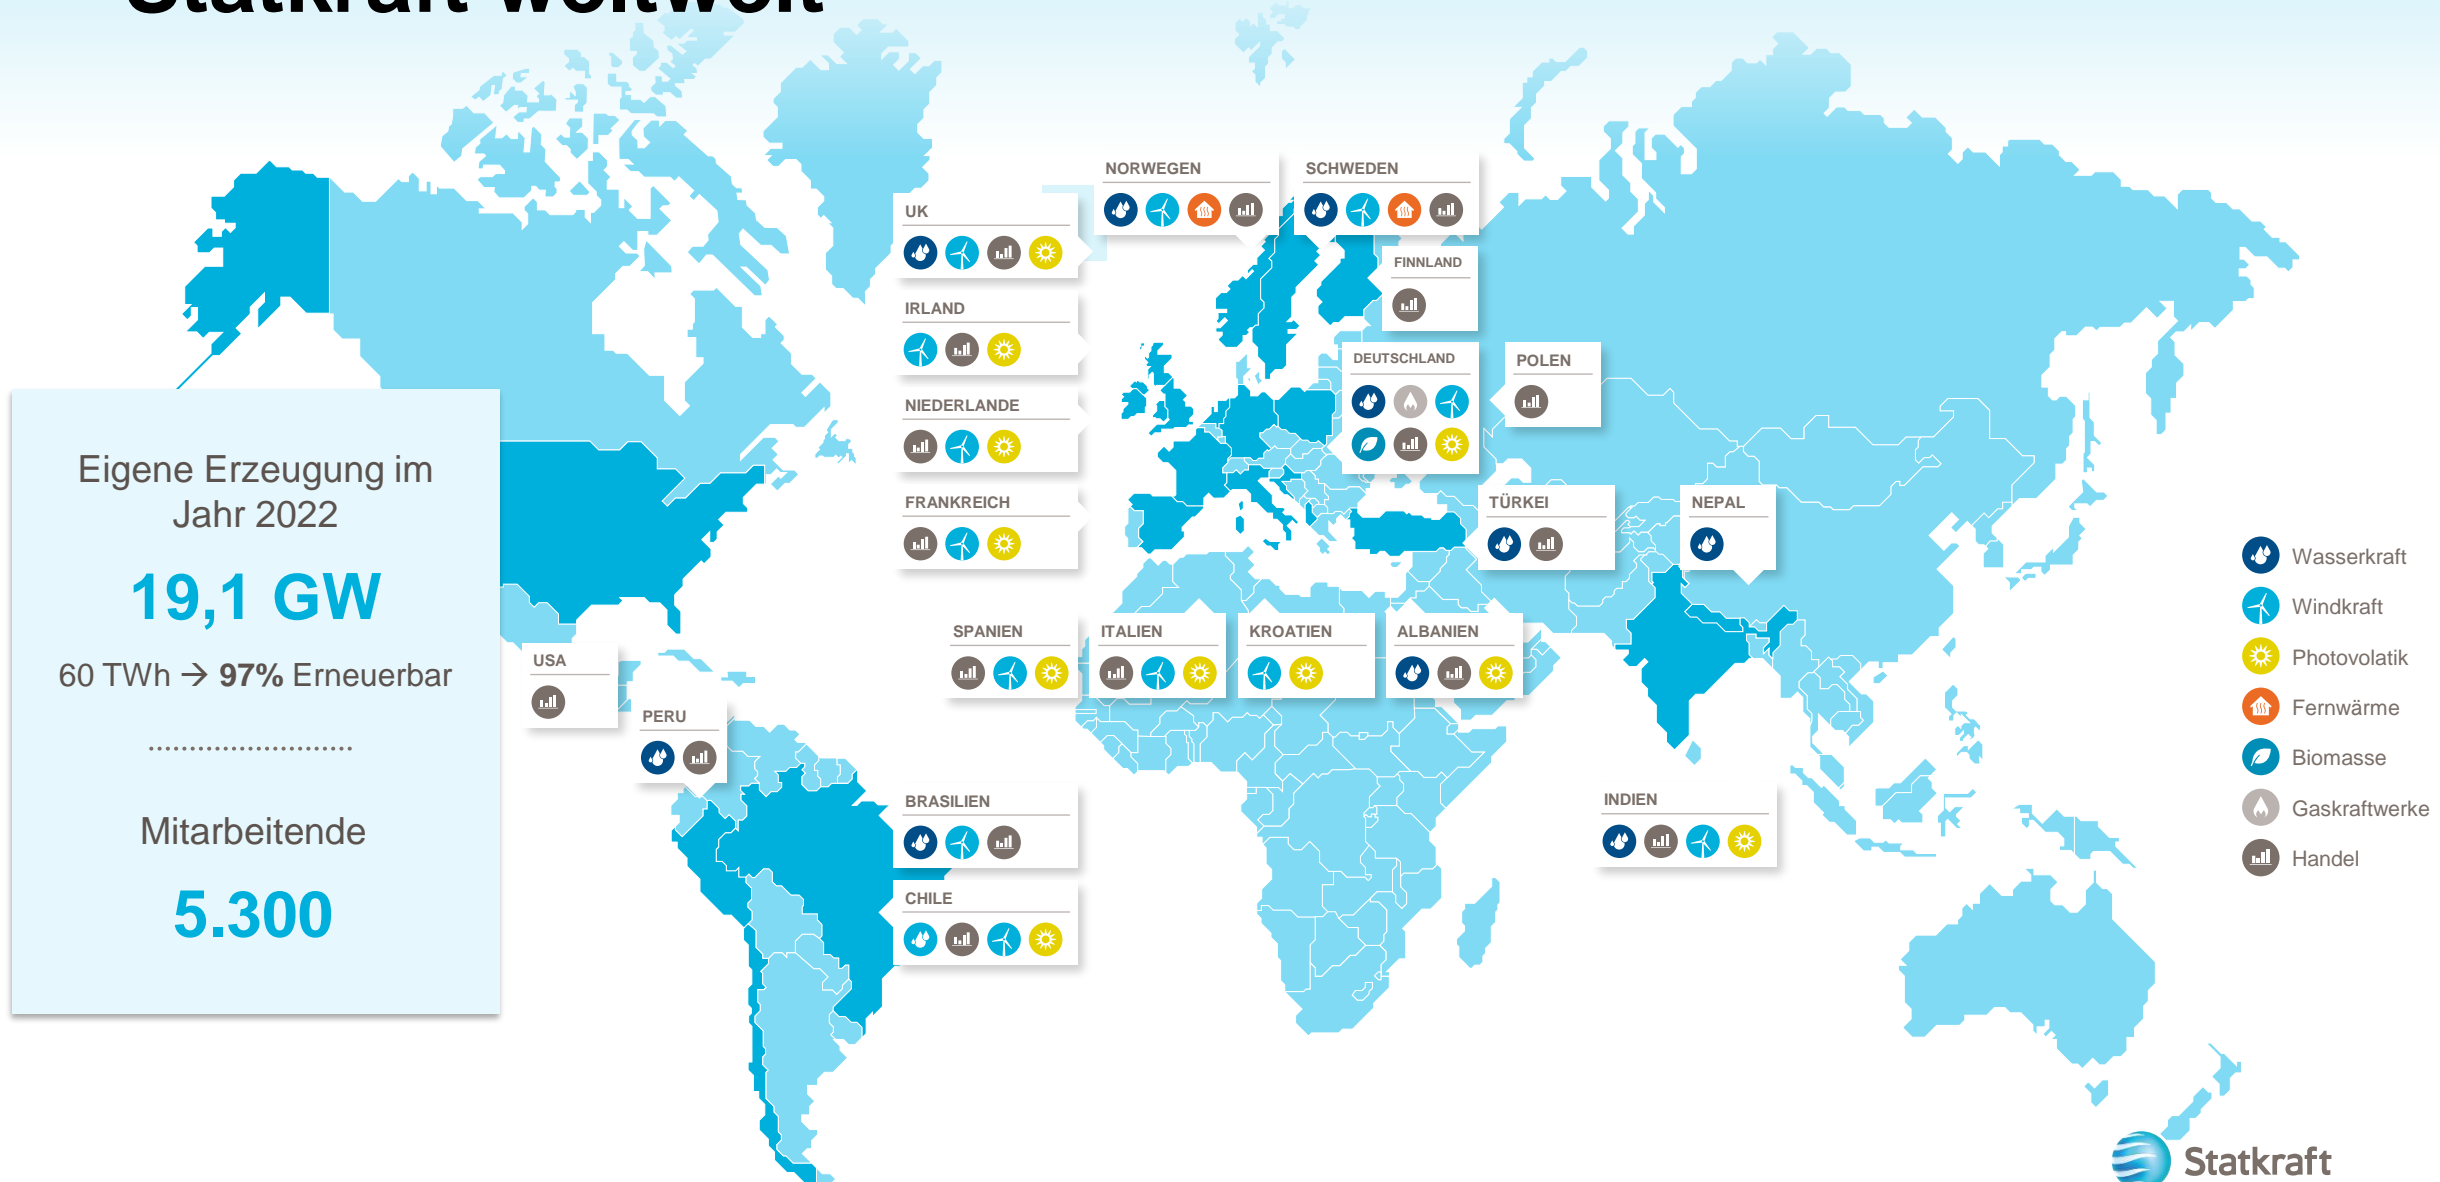 Statkraft weltweit
NORWEGEN
SCHWEDEN
UK
FINNLAND
IRLAND
DEUTSCHLAND
POLEN
NIEDERLANDE
Eigene Erzeugung im
Jahr 2022
19,1 GW
60 TWh → 97% Erneuerbar
Mitarbeitende
5.300
FRANKREICH
TÜRKEI
NEPAL
SPANIEN
ITALIEN
KROATIEN
ALBANIEN
USA
PERU
BRASILIEN
INDIEN
CHILE
Wasserkraft
Windkraft
Photovolatik
Fernwärme
Biomasse
Gaskraftwerke
Handel
Statkraft